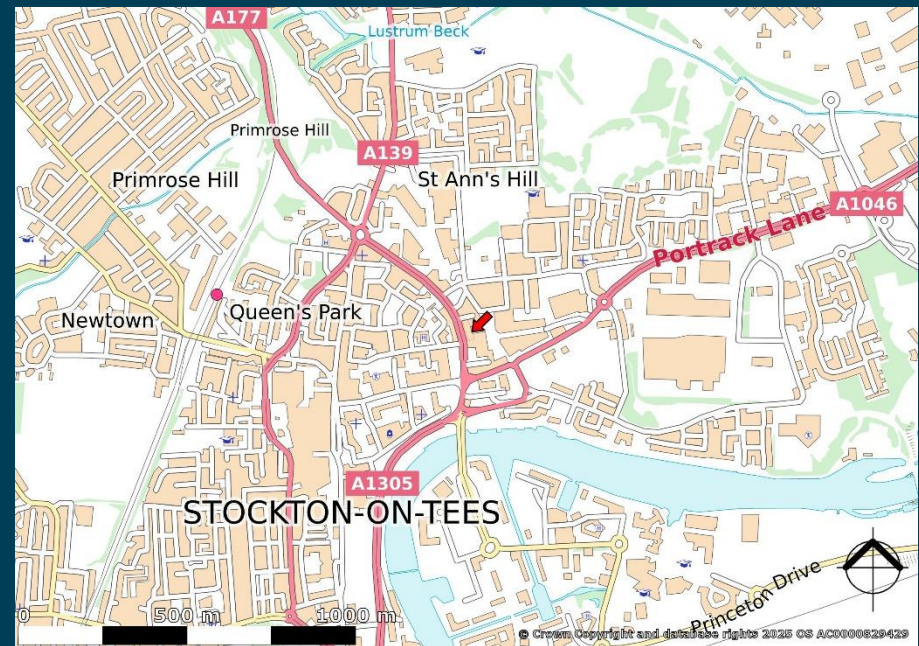 A177
Lustrum Beck
Primrose Hill
A139
Primrose Hill
St Ann's Hill
A1046
Portrack Lane
Queen's Park
Newtown
A1305
STOCKTON-ON-TEES
Princeton Drive
0 500 m 1000 m
© Crown Copyright and database rights 2025 OS AC0000829429